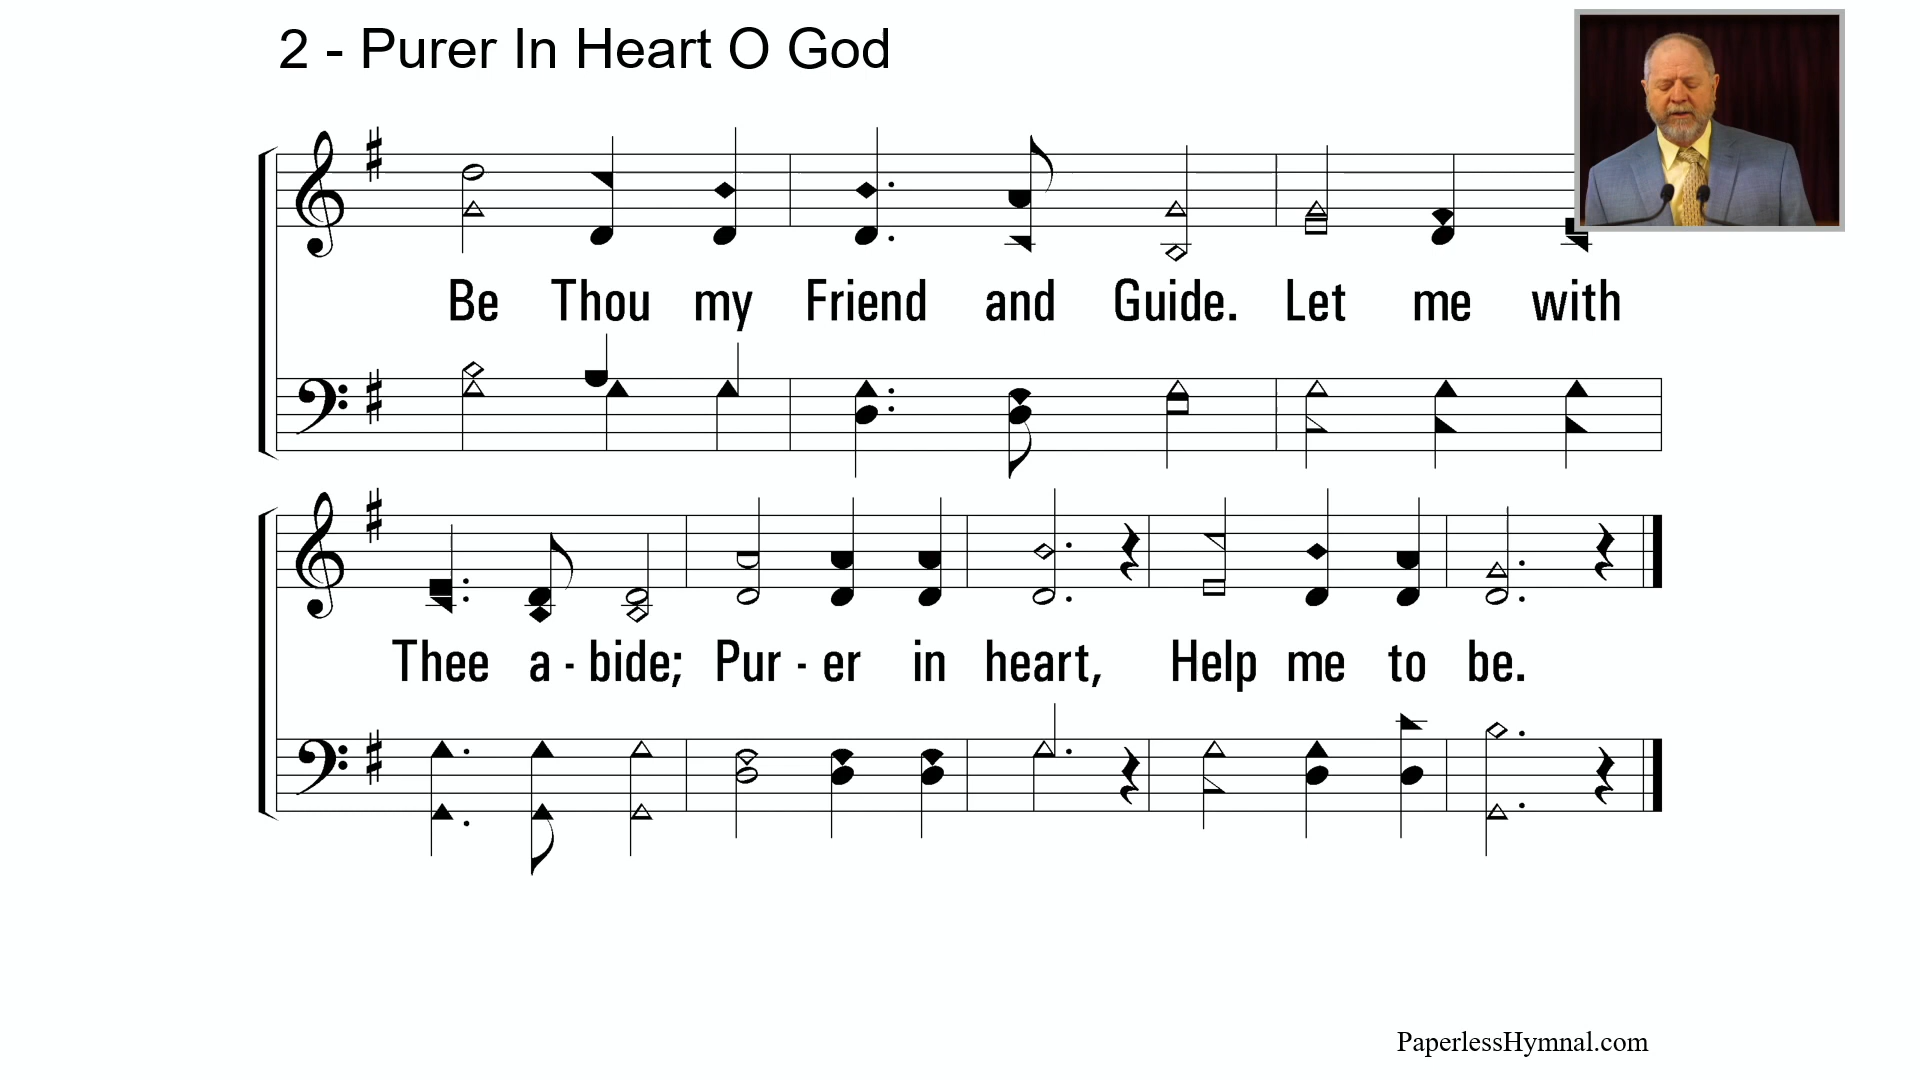 2 - Purer In Heart O God
Be Thou my Friend and Guide. Let me with
Thee a - bide; Pur - er in heart, Help me to be.
PaperlessHymnal.com